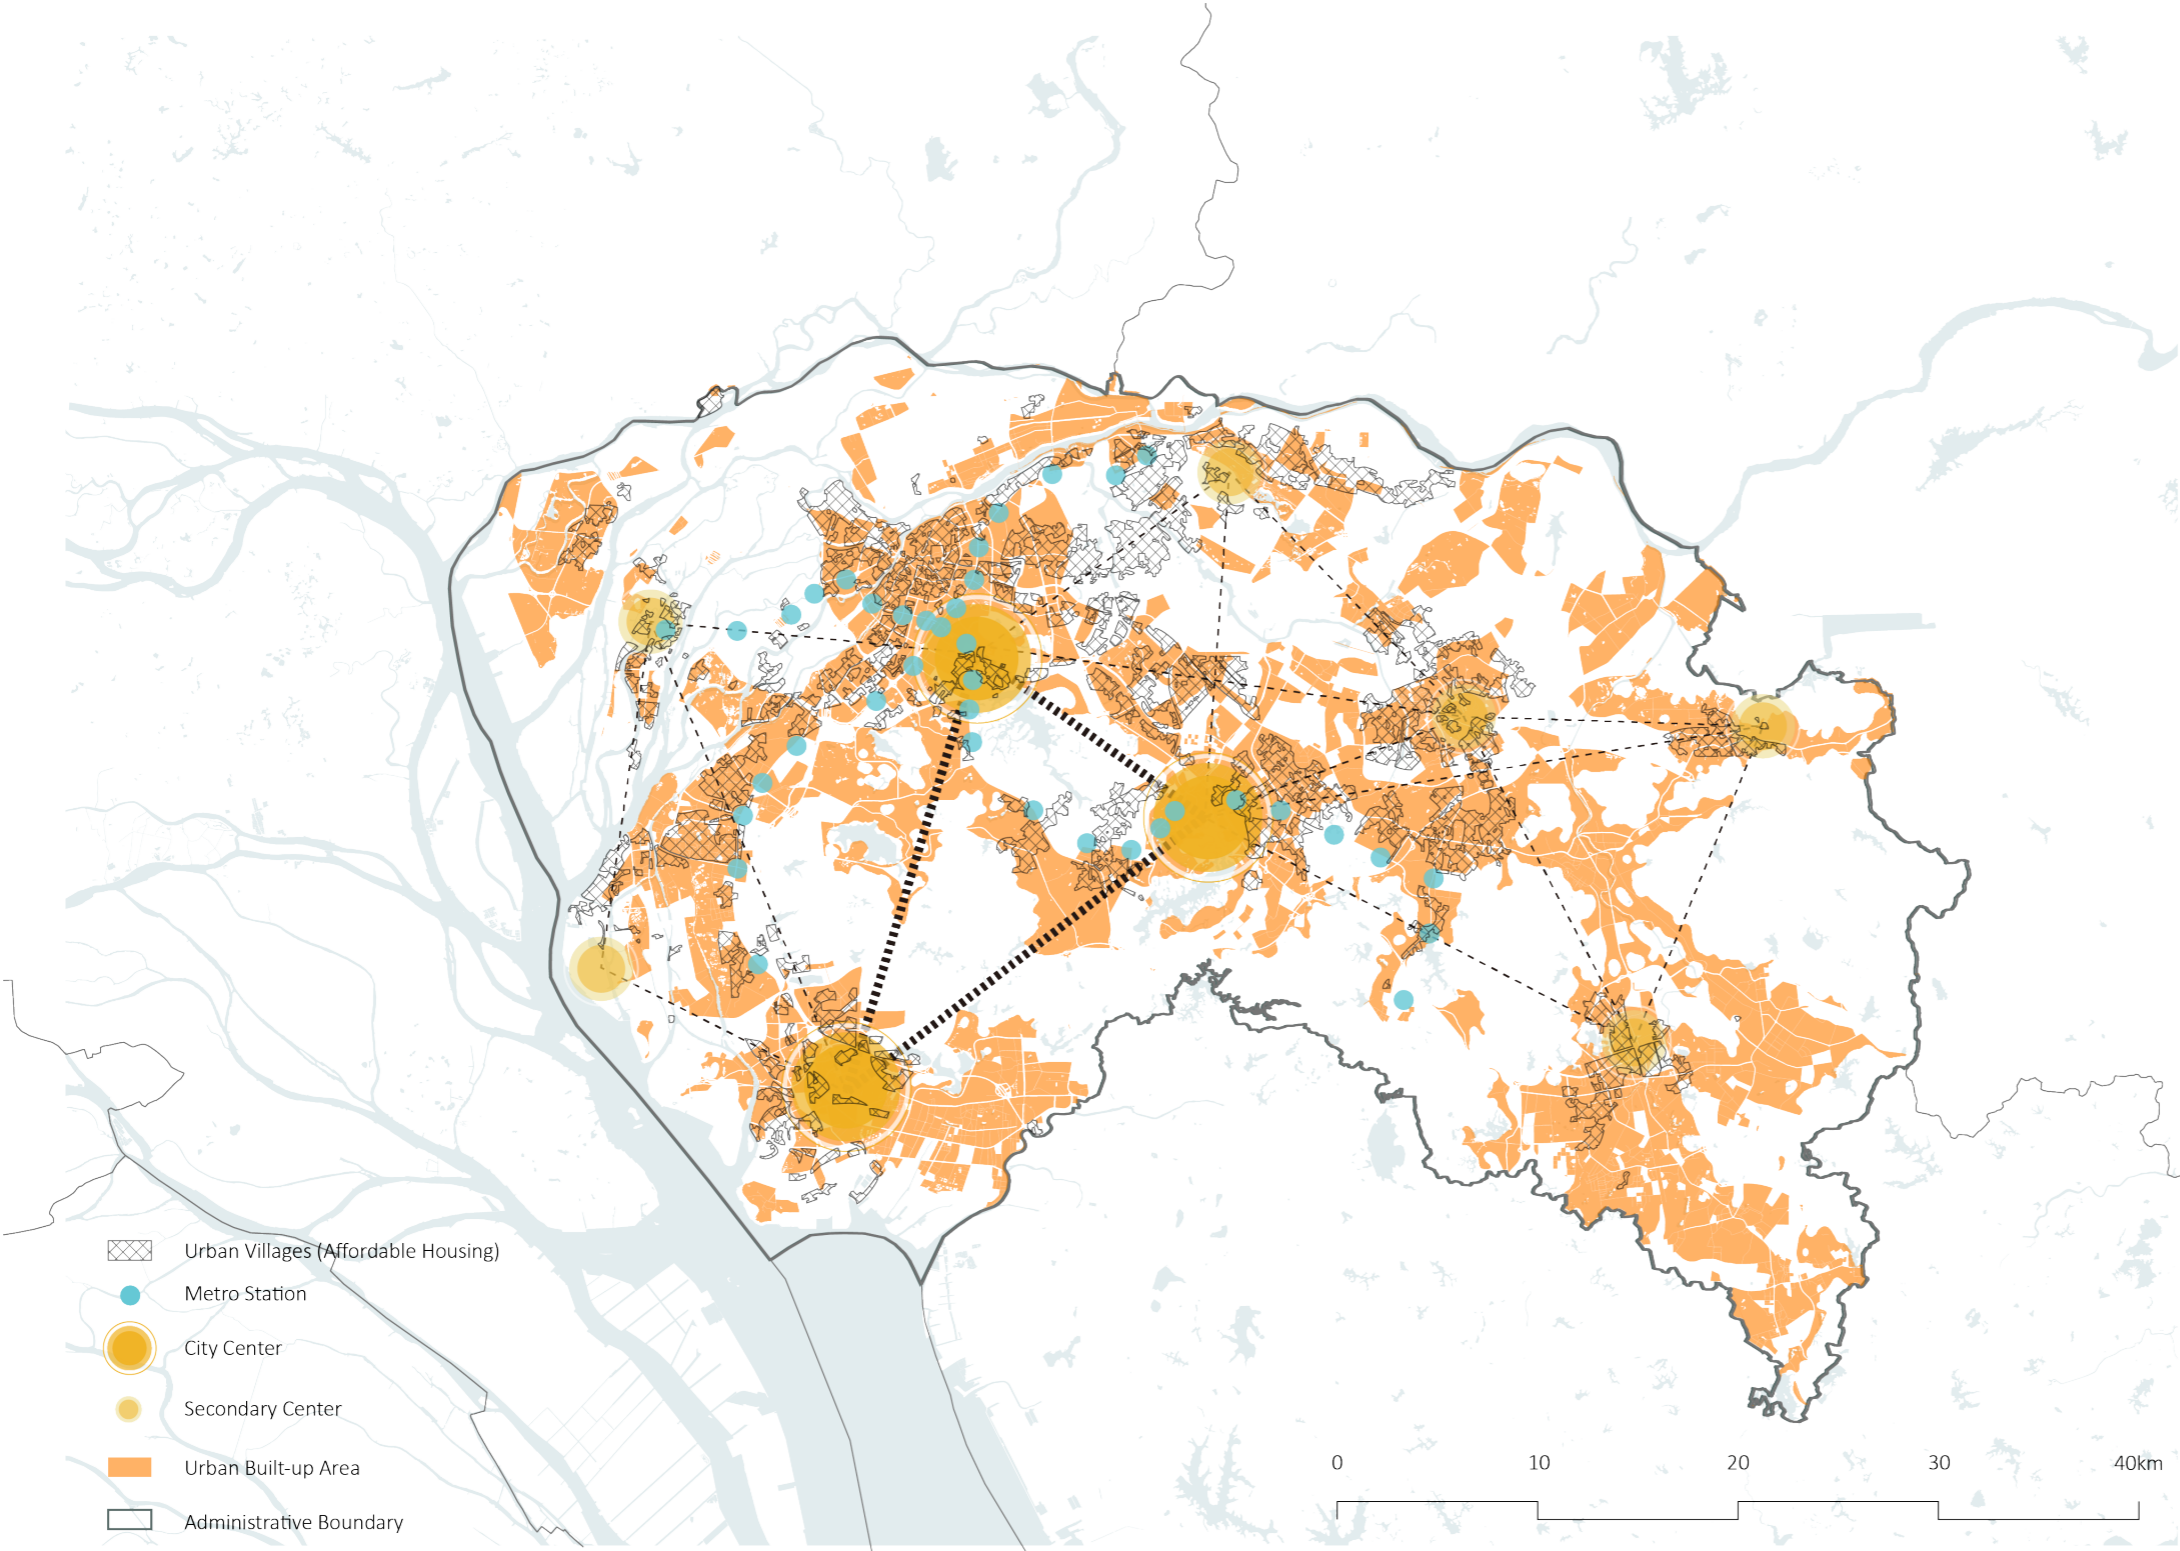 Urban Villages (Affordable Housing)
Metro Station
City Center
Secondary Center
Urban Built-up Area
Administrative Boundary
0 10 20 30 40km